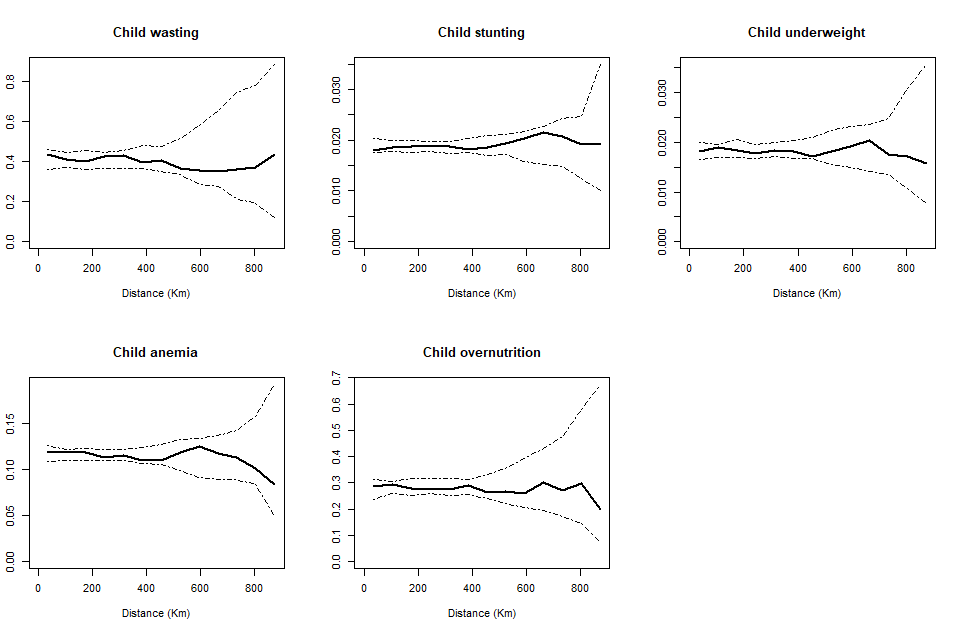 Child wasting
0.0 0.2 0.4 0.6 0.8
0 200 400 600 800
Distance (Km)
Child stunting
0.000 0.010 0.020 0.030
0 200 400 600 800
Distance (Km)
Child underweight
0.000 0.010 0.020 0.030
0 200 400 600 800
Distance (Km)
Child anemia
0.00 0.05 0.10 0.15
0 200 400 600 800
Distance (Km)
Child overnutrition
0.0 0.1 0.2 0.3 0.4 0.5 0.6 0.7
0 200 400 600 800
Distance (Km)